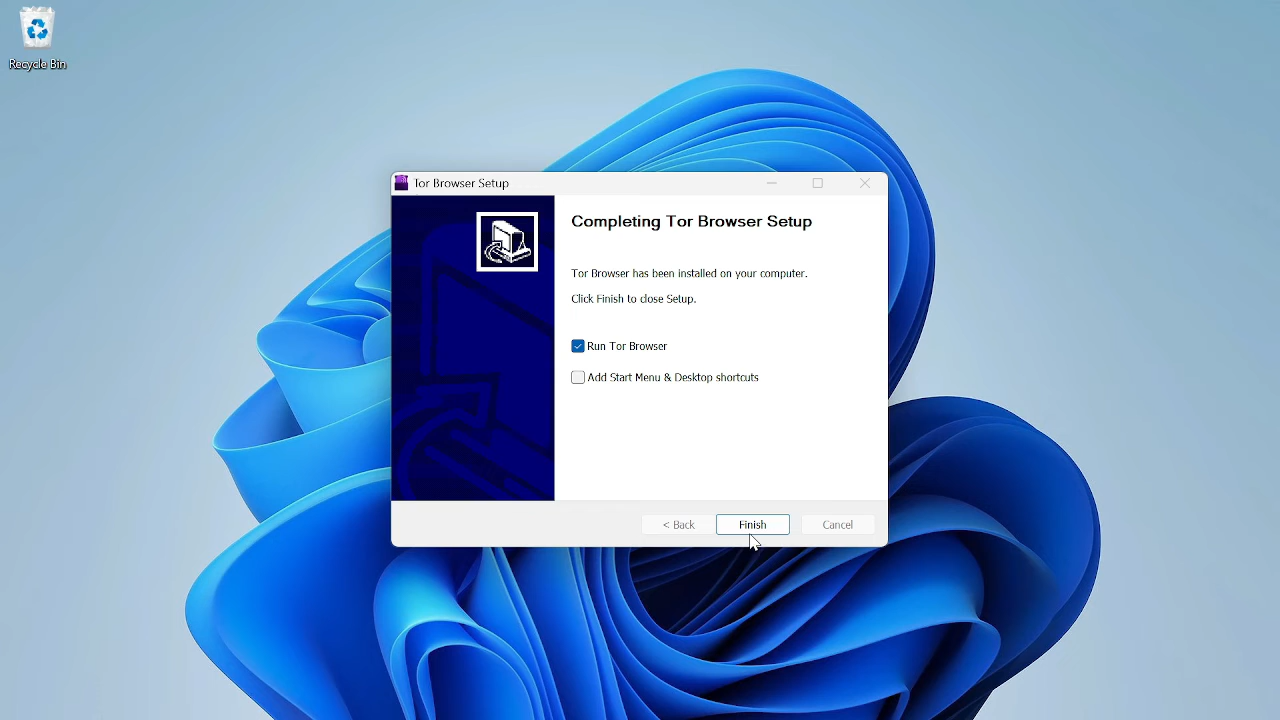 Recycle Bin
Tor Browser Setup
Completing Tor Browser Setup
Tor Browser has been installed on your computer.
Click Finish to close Setup.
Run Tor Browser
Add Start Menu & Desktop shortcuts
< Back
Finish
Cancel